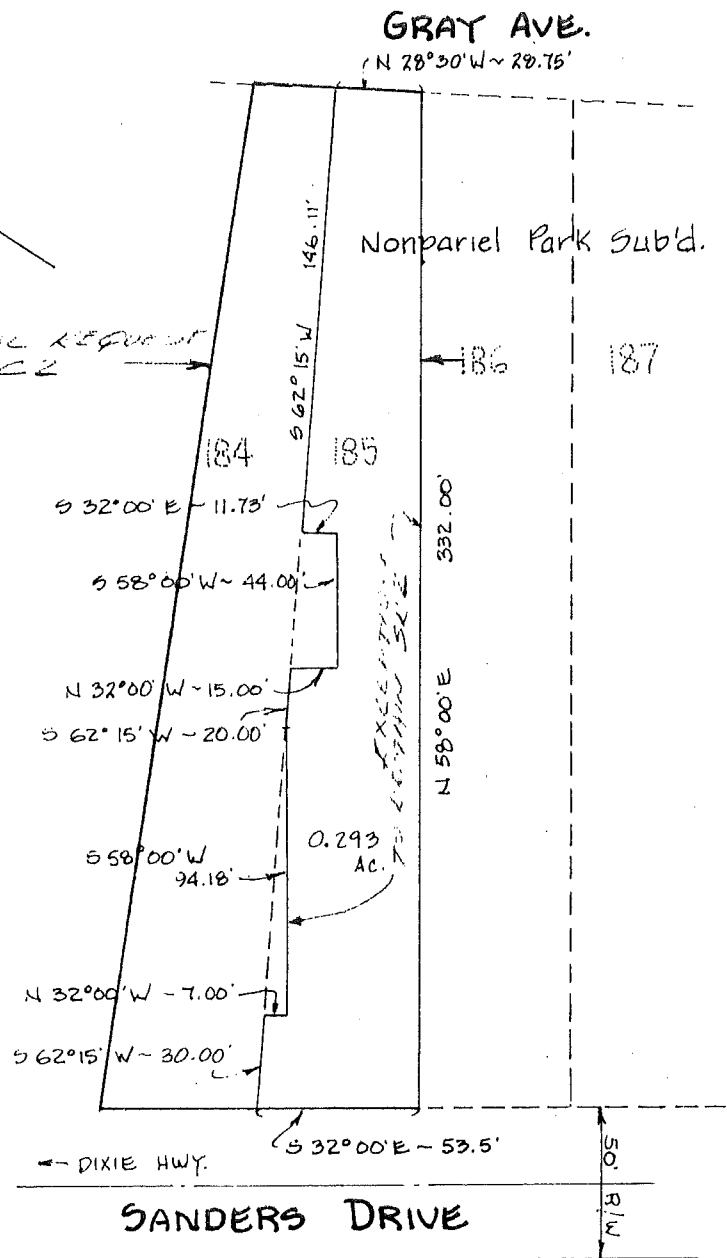 GRAY AVE.
N 28°30'W ~ 28.75'
S 62° 15' W 146.11'
Nonpariel Park Sub'd.
C2
184
185
186
187
S 32°00' E - 11.73'
S 58°00' W ~ 44.00'
N 32°00' W ~ 15.00'
S 62° 15' W ~ 20.00'
N 58°00'E 332.00'
S 58°00' W
94.18'
0.293
AC.
N 32°00' W - 7.00'
S 62°15' W ~ 30.00'
S 32°00'E ~ 53.5'
DIXIE HWY.
SANDERS DRIVE
50' R/W